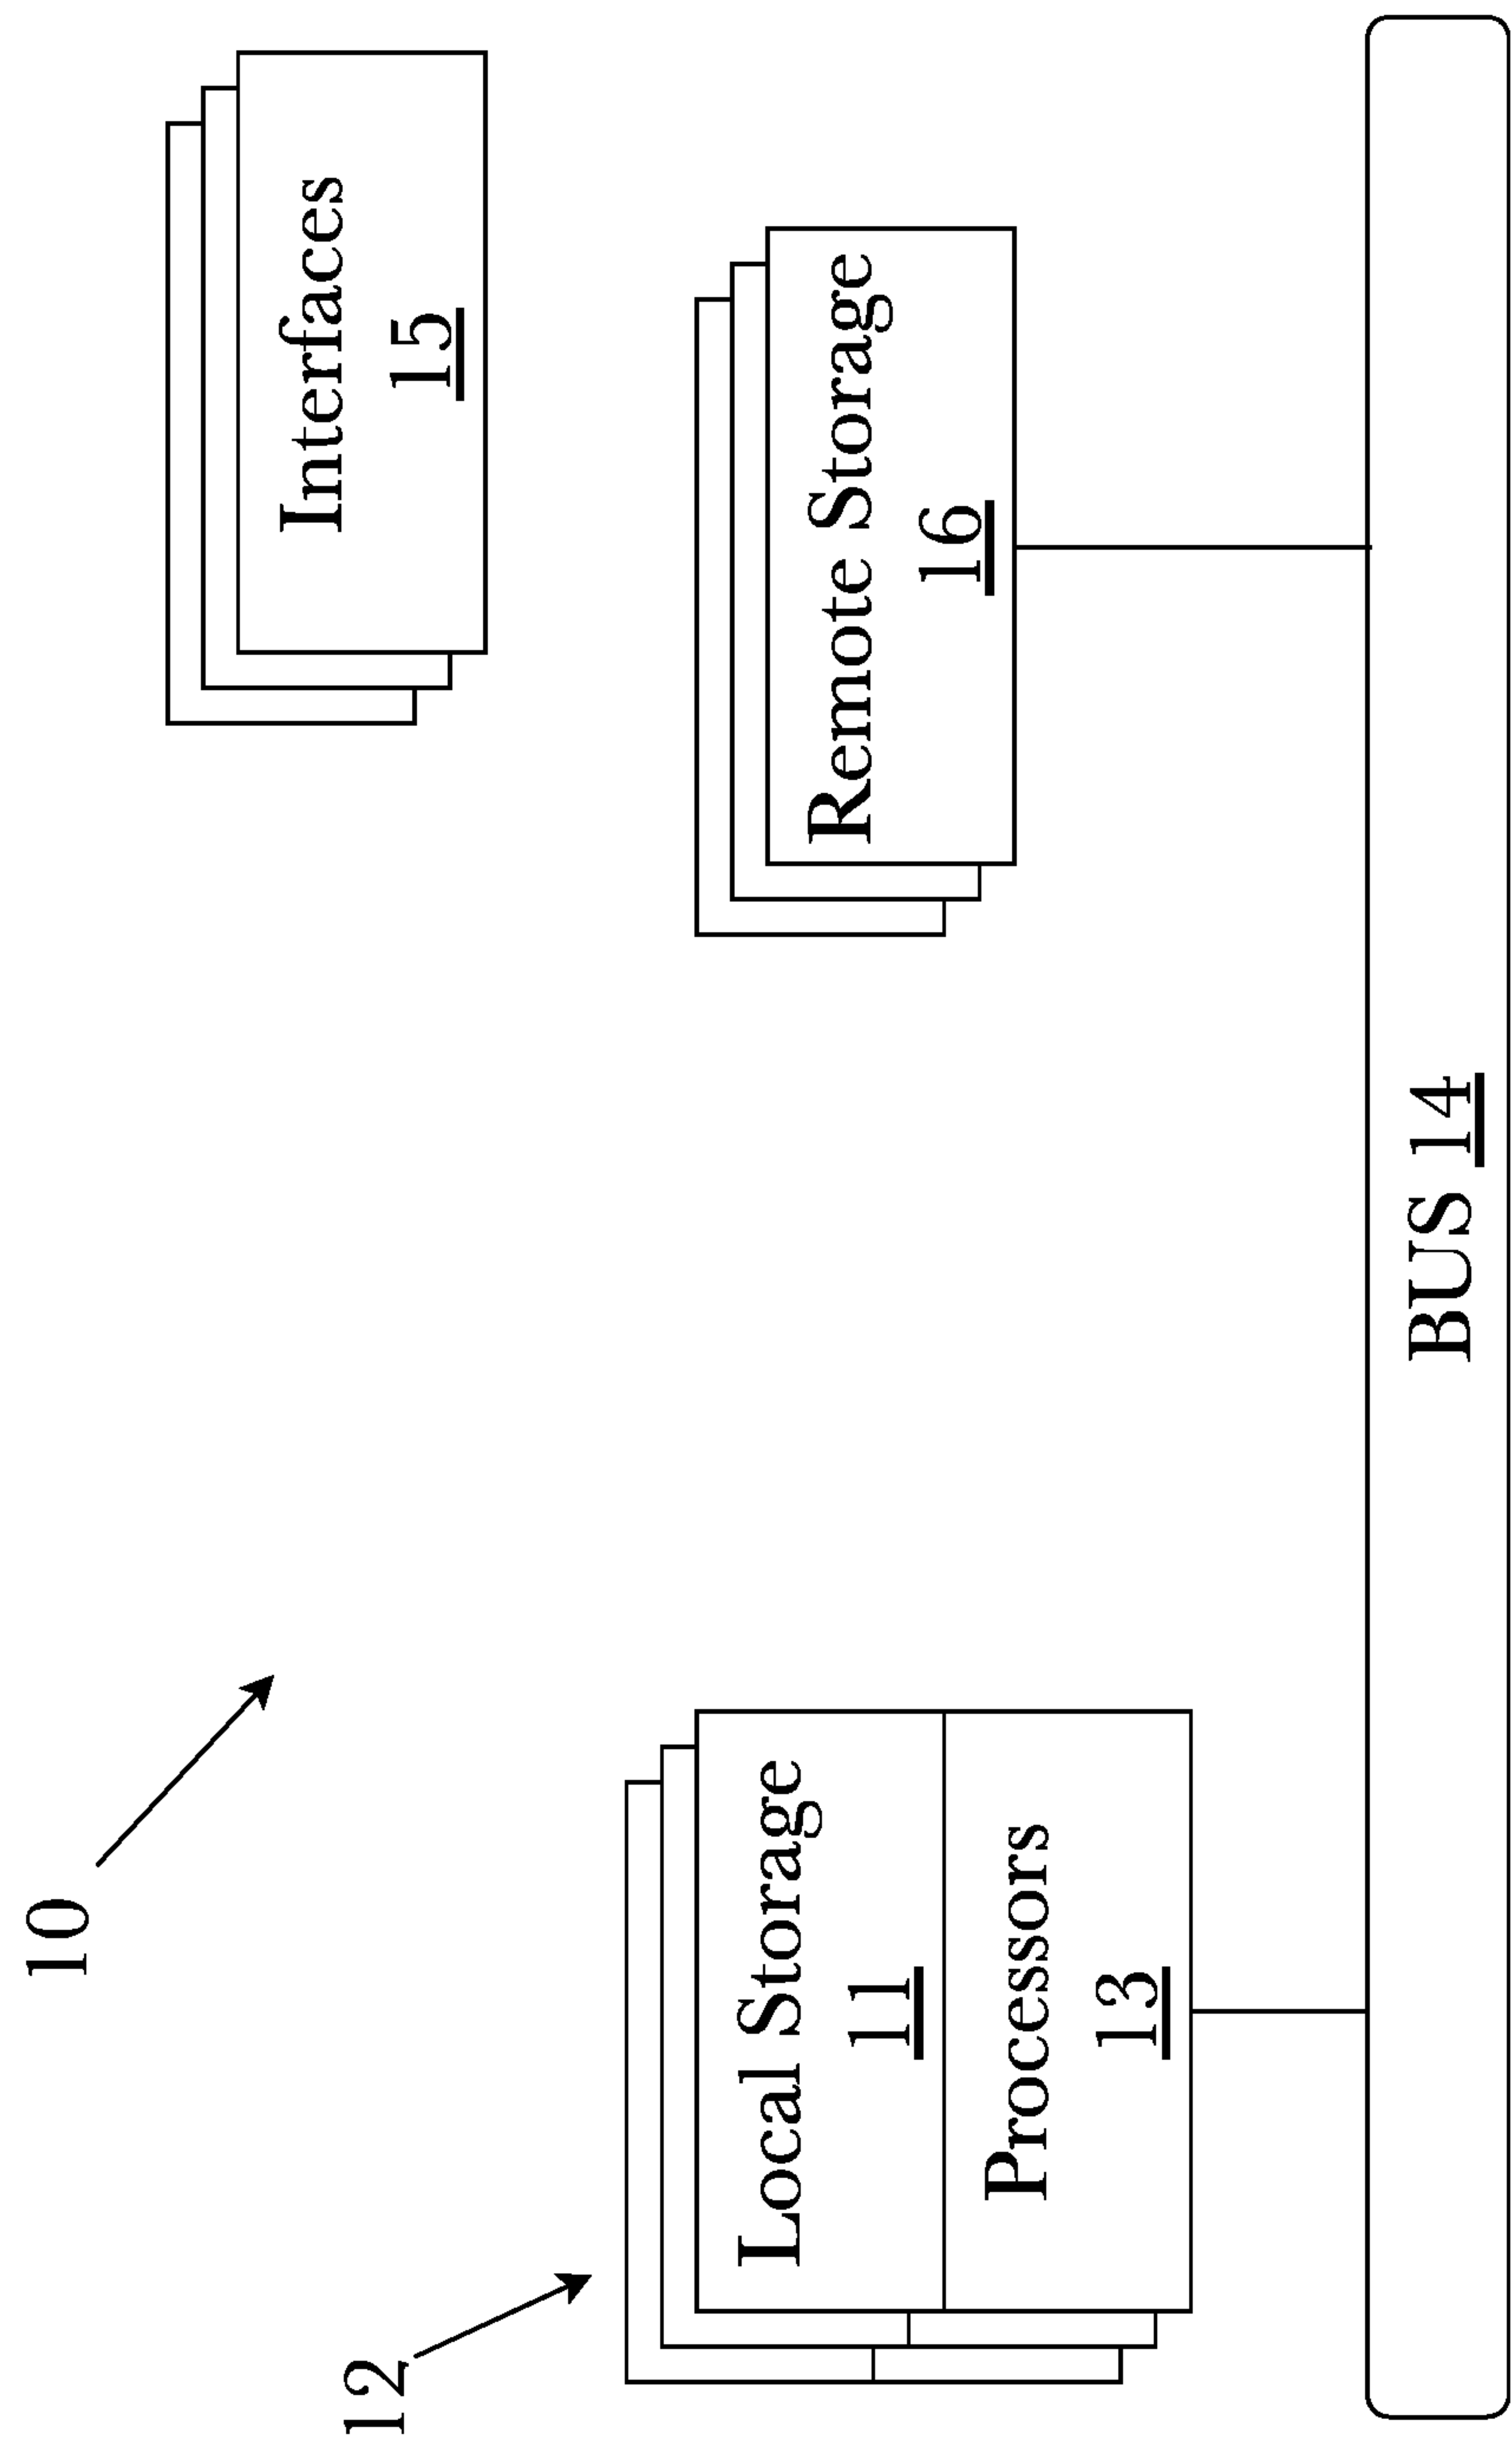 10
12
Interfaces
15
Local Storage
11
Remote Storage
16
Processors
13
BUS 14